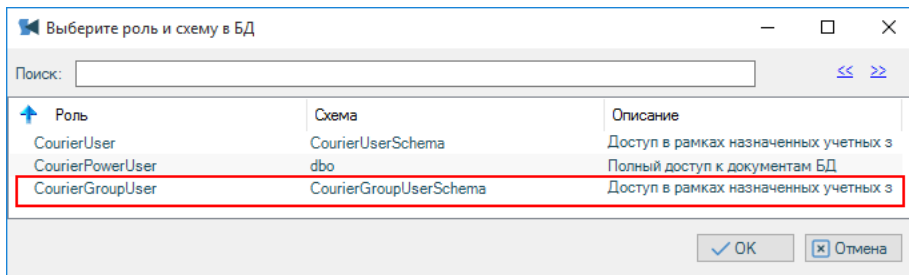 Выберите роль и схему в БД
Поиск: << >>
Роль Схема Описание
CourierUser CourierUserSchema Доступ в рамках назначенных учетных з
CourierPowerUser dbo Полный доступ к документам БД
CourierGroupUser CourierGroupUserSchema Доступ в рамках назначенных учетных з
OK Отмена